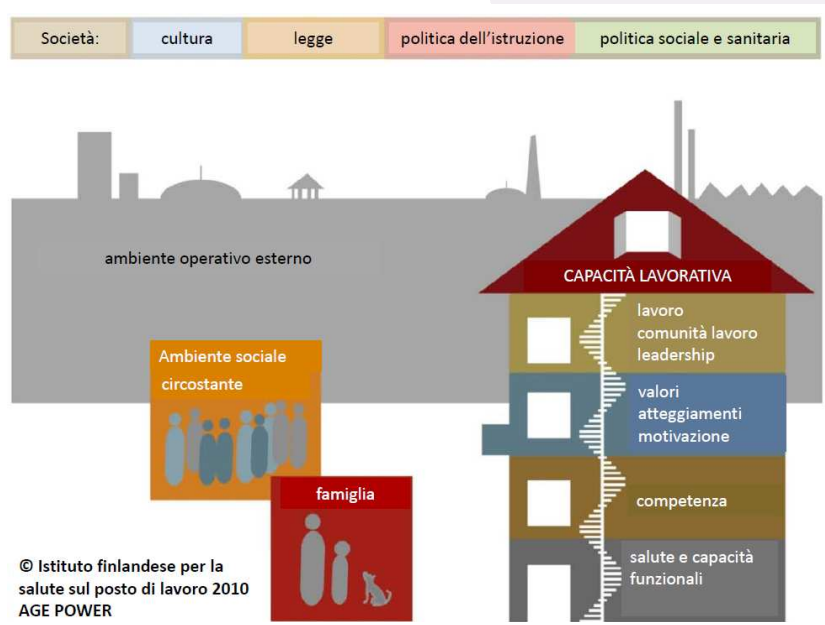 Società: cultura legge politica dell'istruzione politica sociale e sanitaria
ambiente operativo esterno
CAPACITÀ LAVORATIVA
lavoro
comunità lavoro
leadership
valori
atteggiamenti
motivazione
competenza
salute e capacità
funzionali
Ambiente sociale
circostante
famiglia
© Istituto finlandese per la
salute sul posto di lavoro 2010
AGE POWER